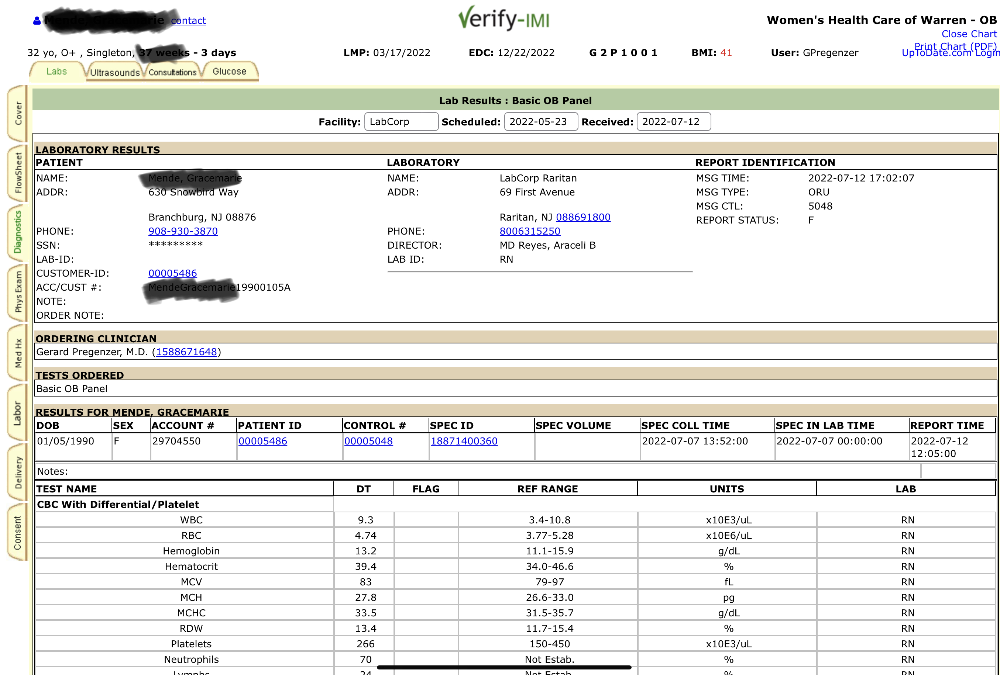 contact
Verify-IMI
Women's Health Care of Warren - OB
Close Chart
Print Chart (PDF)
32 yo, O+ , Singleton, - 3 days
LMP: 03/17/2022 EDC: 12/22/2022 G 2 P 1 0 0 1 BMI: 41 User: GPregenzer UpToDate.com Login
Labs Ultrasounds Consultations Glucose
Cover
FlowSheet
Diagnostics
Phys Exam
Med Hx
Labor
Delivery
Consent
Lab Results : Basic OB Panel
Facility: LabCorp Scheduled: 2022-05-23 Received: 2022-07-12
LABORATORY RESULTS
PATIENT LABORATORY REPORT IDENTIFICATION
NAME: NAME: LabCorp Raritan MSG TIME: 2022-07-12 17:02:07
ADDR: 630 Snowbird Way ADDR: 69 First Avenue MSG TYPE: ORU
MSG CTL: 5048
Branchburg, NJ 08876 Raritan, NJ 088691800 REPORT STATUS: F
PHONE: 908-930-3870 PHONE: 8006315250
SSN: ********* DIRECTOR: MD Reyes, Araceli B
LAB-ID: LAB ID: RN
CUSTOMER-ID: 00005486
ACC/CUST #: 19900105A
NOTE:
ORDER NOTE:
ORDERING CLINICIAN
Gerard Pregenzer, M.D. (1588671648)
TESTS ORDERED
Basic OB Panel
RESULTS FOR MENDE, GRACEMARIE
DOB SEX ACCOUNT # PATIENT ID CONTROL # SPEC ID SPEC VOLUME SPEC COLL TIME SPEC IN LAB TIME REPORT TIME
01/05/1990 F 29704550 00005486 00005048 18871400360 2022-07-07 13:52:00 2022-07-07 00:00:00 2022-07-12
12:05:00
Notes:
TEST NAME DT FLAG REF RANGE UNITS LAB
CBC With Differential/Platelet
WBC 9.3 3.4-10.8 x10E3/uL RN
RBC 4.74 3.77-5.28 x10E6/uL RN
Hemoglobin 13.2 11.1-15.9 g/dL RN
Hematocrit 39.4 34.0-46.6 % RN
MCV 83 79-97 fL RN
MCH 27.8 26.6-33.0 pg RN
MCHC 33.5 31.5-35.7 g/dL RN
RDW 13.4 11.7-15.4 % RN
Platelets 266 150-450 x10E3/uL RN
Neutrophils 70 Not Estab. % RN
Lymphs 24 Not Estab. % RN